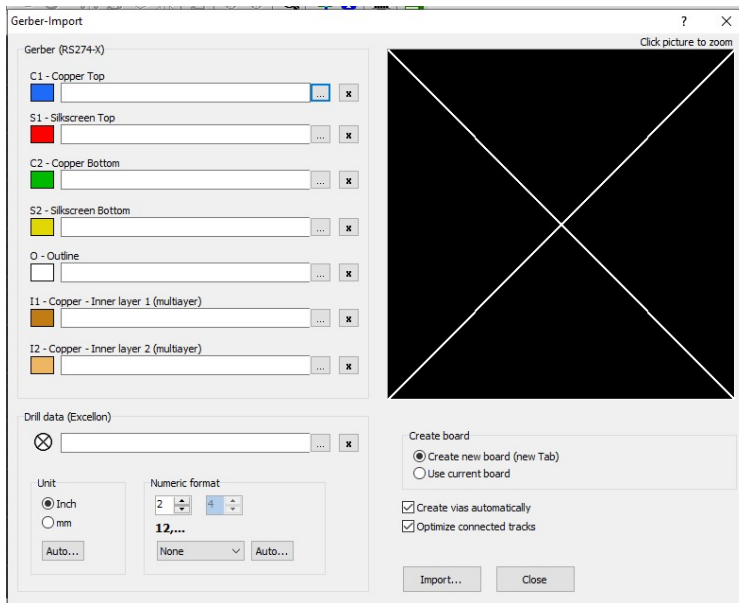 Gerber-Import
? X
Click picture to zoom
Gerber (RS274-X)
C1 - Copper Top
... x
S1 - Silkscreen Top
... x
C2 - Copper Bottom
... x
S2 - Silkscreen Bottom
... x
O - Outline
... x
I1 - Copper - Inner layer 1 (multiayer)
... x
I2 - Copper - Inner layer 2 (multiayer)
... x
Drill data (Excellon)
... x
Unit
Inch
mm
Auto...
Numeric format
2 4
12,...
None Auto...
Create board
Create new board (new Tab)
Use current board
Create vias automatically
Optimize connected tracks
Import... Close